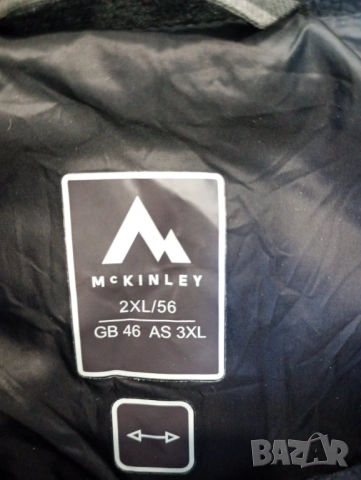 McKINLEY
2XL/56
GB 46 AS 3XL
BAZAR